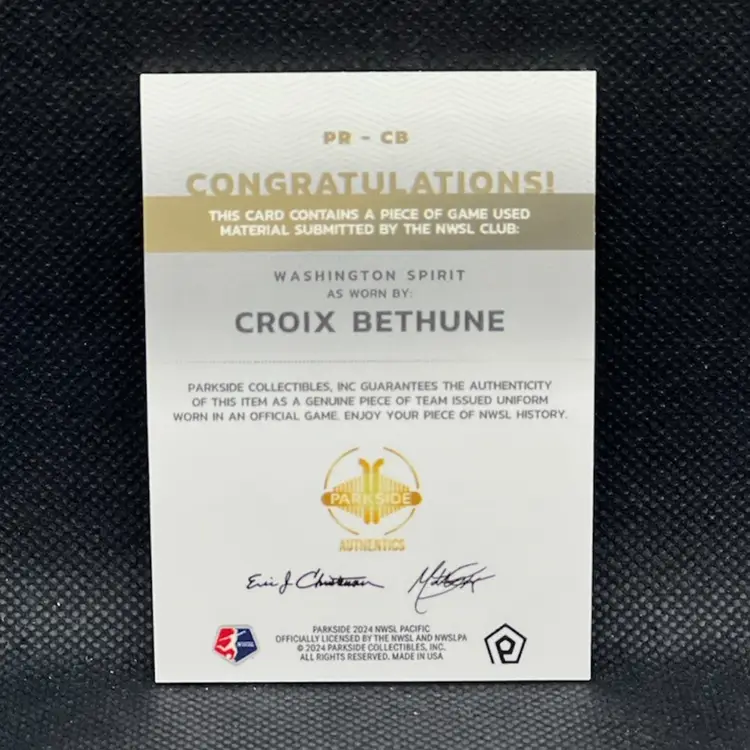 PR - CB
CONGRATULATIONS!
THIS CARD CONTAINS A PIECE OF GAME USED
MATERIAL SUBMITTED BY THE NWSL CLUB:
WASHINGTON SPIRIT
AS WORN BY:
CROIX BETHUNE
PARKSIDE COLLECTIBLES, INC GUARANTEES THE AUTHENTICITY
OF THIS ITEM AS A GENUINE PIECE OF TEAM ISSUED UNIFORM
WORN IN AN OFFICIAL GAME. ENJOY YOUR PIECE OF NWSL HISTORY.
PARKSIDE
AUTHENTICS
PARKSIDE 2024 NWSL PACIFIC
OFFICIALLY LICENSED BY THE NWSL AND NWSLPA
© 2024 PARKSIDE COLLECTIBLES, INC.
ALL RIGHTS RESERVED. MADE IN USA